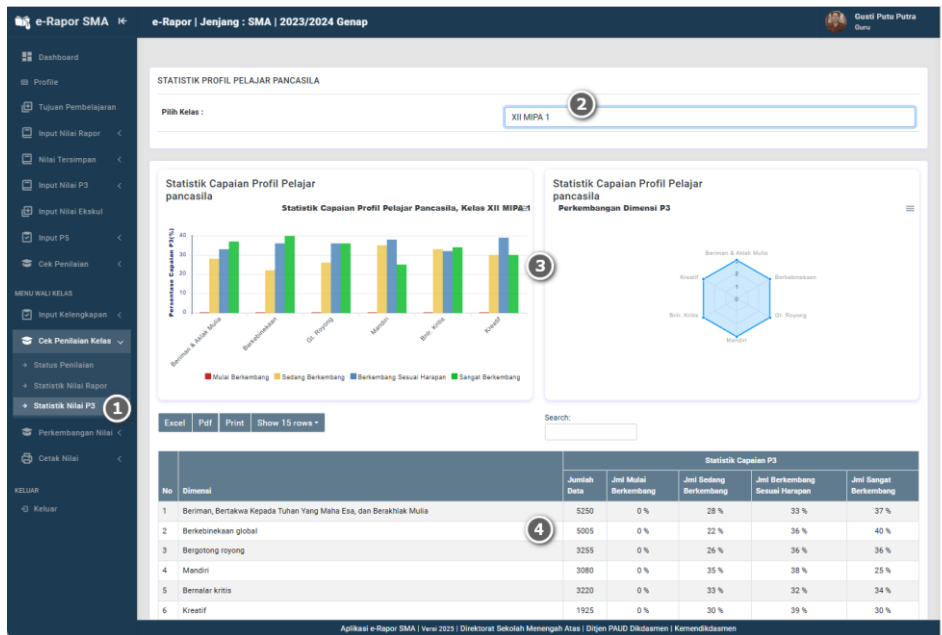 e-Rapor SMA
e-Rapor | Jenjang : SMA | 2023/2024 Genap
Gusti Putu Putra
Guru
Dashboard
Profile
Tujuan Pembelajaran
Input Nilai Rapor
Nilai Tersimpan
Input Nilai P3
Input Nilai Ekskul
Input P5
Cek Penilaian
MENU WALI KELAS
Input Kelengkapan
Cek Penilaian Kelas
Status Penilaian
Statistik Nilai Rapor
Statistik Nilai P3
1
Perkembangan Nilai
Cetak Nilai
KELUAR
Keluar
STATISTIK PROFIL PELAJAR PANCASILA
Pilih Kelas :
XII MIPA 1
2
Statistik Capaian Profil Pelajar
pancasila
Statistik Capaian Profil Pelajar Pancasila, Kelas XII MIPA 1
Persentase Capaian P3(%)
40
30
20
10
0
Beriman & Aklak Mulia
Berkebinekaan
Gt. Royong
Mandiri
Bnlr. Kritis
Kreatif
Mulai Berkembang Sedang Berkembang Berkembang Sesuai Harapan Sangat Berkembang
3
Statistik Capaian Profil Pelajar
pancasila
Perkembangan Dimensi P3
Beriman & Aklak Mulia
Kreatif
Berkebinekaan
2
1
0
Bnlr. Kritis
Gt. Royong
Mandiri
Excel Pdf Print Show 15 rows
Search:
Statistik Capaian P3
No Dimensi Jumlah Data Jml Mulai Berkembang Jml Sedang Berkembang Jml Berkembang Sesuai Harapan Jml Sangat Berkembang
1 Beriman, Bertakwa Kepada Tuhan Yang Maha Esa, dan Berakhlak Mulia 5250 0 % 28 % 33 % 37 %
2 Berkebinekaan global 5005 0 % 22 % 36 % 40 %
4
3 Bergotong royong 3255 0 % 26 % 36 % 36 %
4 Mandiri 3080 0 % 35 % 38 % 25 %
5 Bernalar kritis 3220 0 % 33 % 32 % 34 %
6 Kreatif 1925 0 % 30 % 39 % 30 %
Aplikasi e-Rapor SMA | Versi 2025 | Direktorat Sekolah Menengah Atas | Ditjen PAUD Dikdasmen | Kemendikdasmen